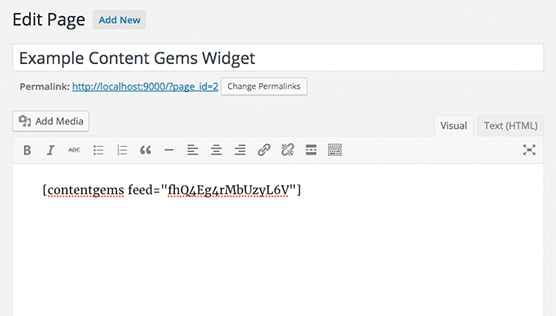 Edit Page Add New
Example Content Gems Widget
Permalink: http://localhost:9000/?page_id=2 Change Permalinks
Add Media
Visual Text (HTML)
B I ABC
[contentgems feed="fhQ4Eg4rMbUzyL6V"]